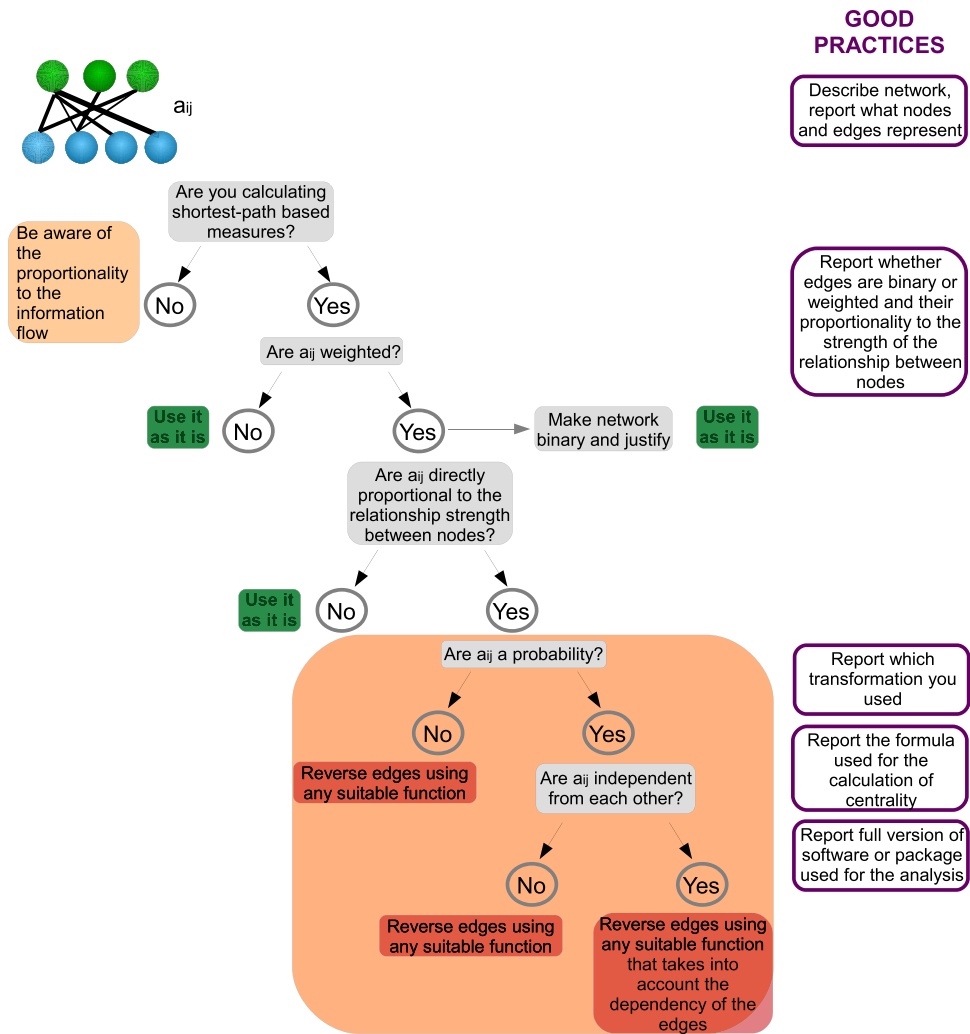 GOOD
PRACTICES
aij
Describe network,
report what nodes
and edges represent
Are you calculating
shortest-path based
measures?
Be aware of
the
proportionality
to the
information
flow
No
Yes
Report whether
edges are binary or
weighted and their
proportionality to the
strength of the
relationship between
nodes
Are aij weighted?
Use it
as it is
No
Yes
Make network
binary and justify
Use it
as it is
Are aij directly
proportional to the
relationship strength
between nodes?
Use it
as it is
No
Yes
Are aij a probability?
Report which
transformation you
used
No
Yes
Reverse edges using
any suitable function
Report the formula
used for the
calculation of
centrality
Are aij independent
from each other?
Report full version of
software or package
used for the analysis
No
Yes
Reverse edges using
any suitable function
Reverse edges using
any suitable function
that takes into
account the
dependency of the
edges